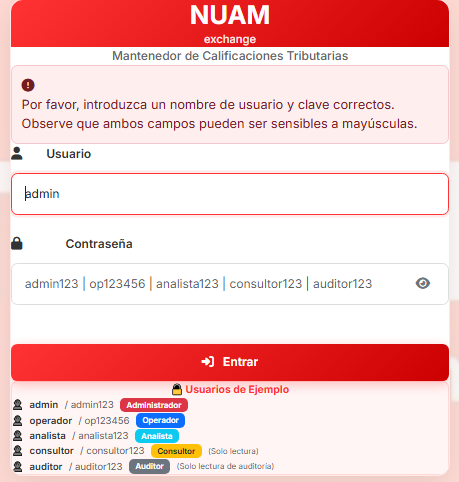 NUAM
exchange
Mantenedor de Calificaciones Tributarias
Por favor, introduzca un nombre de usuario y clave correctos.
Observe que ambos campos pueden ser sensibles a mayúsculas.
Usuario
admin
Contraseña
admin123 | op123456 | analista123 | consultor123 | auditor123
Entrar
Usuarios de Ejemplo
admin / admin123 Administrador
operador / op123456 Operador
analista / analista123 Analista
consultor / consultor123 Consultor (Solo lectura)
auditor / auditor123 Auditor (Solo lectura de auditoría)